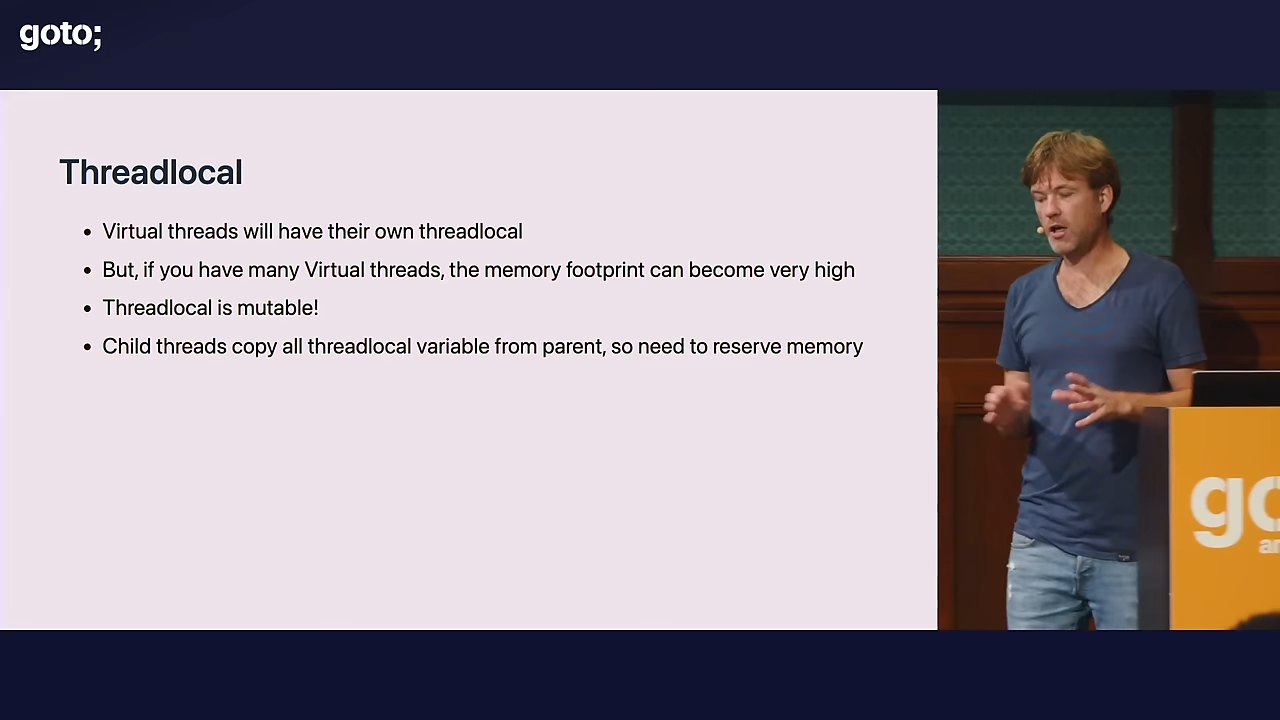 goto;
Threadlocal
• Virtual threads will have their own threadlocal
• But, if you have many Virtual threads, the memory footprint can become very high
• Threadlocal is mutable!
• Child threads copy all threadlocal variable from parent, so need to reserve memory
go